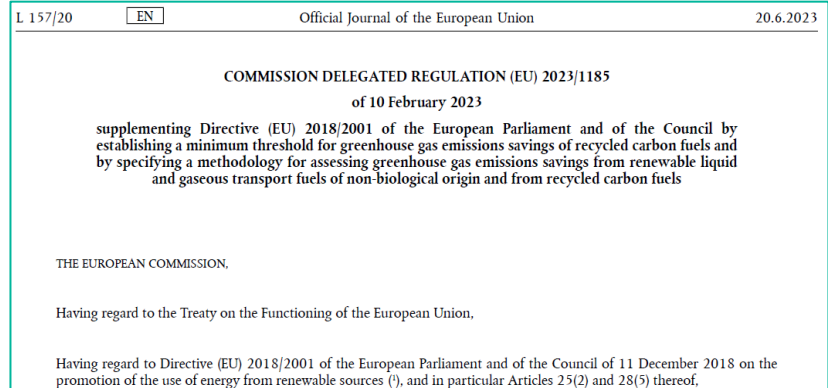 L 157/20 EN Official Journal of the European Union 20.6.2023
COMMISSION DELEGATED REGULATION (EU) 2023/1185
of 10 February 2023
supplementing Directive (EU) 2018/2001 of the European Parliament and of the Council by
establishing a minimum threshold for greenhouse gas emissions savings of recycled carbon fuels and
by specifying a methodology for assessing greenhouse gas emissions savings from renewable liquid
and gaseous transport fuels of non-biological origin and from recycled carbon fuels
THE EUROPEAN COMMISSION,
Having regard to the Treaty on the Functioning of the European Union,
Having regard to Directive (EU) 2018/2001 of the European Parliament and of the Council of 11 December 2018 on the
promotion of the use of energy from renewable sources (¹), and in particular Articles 25(2) and 28(5) thereof,